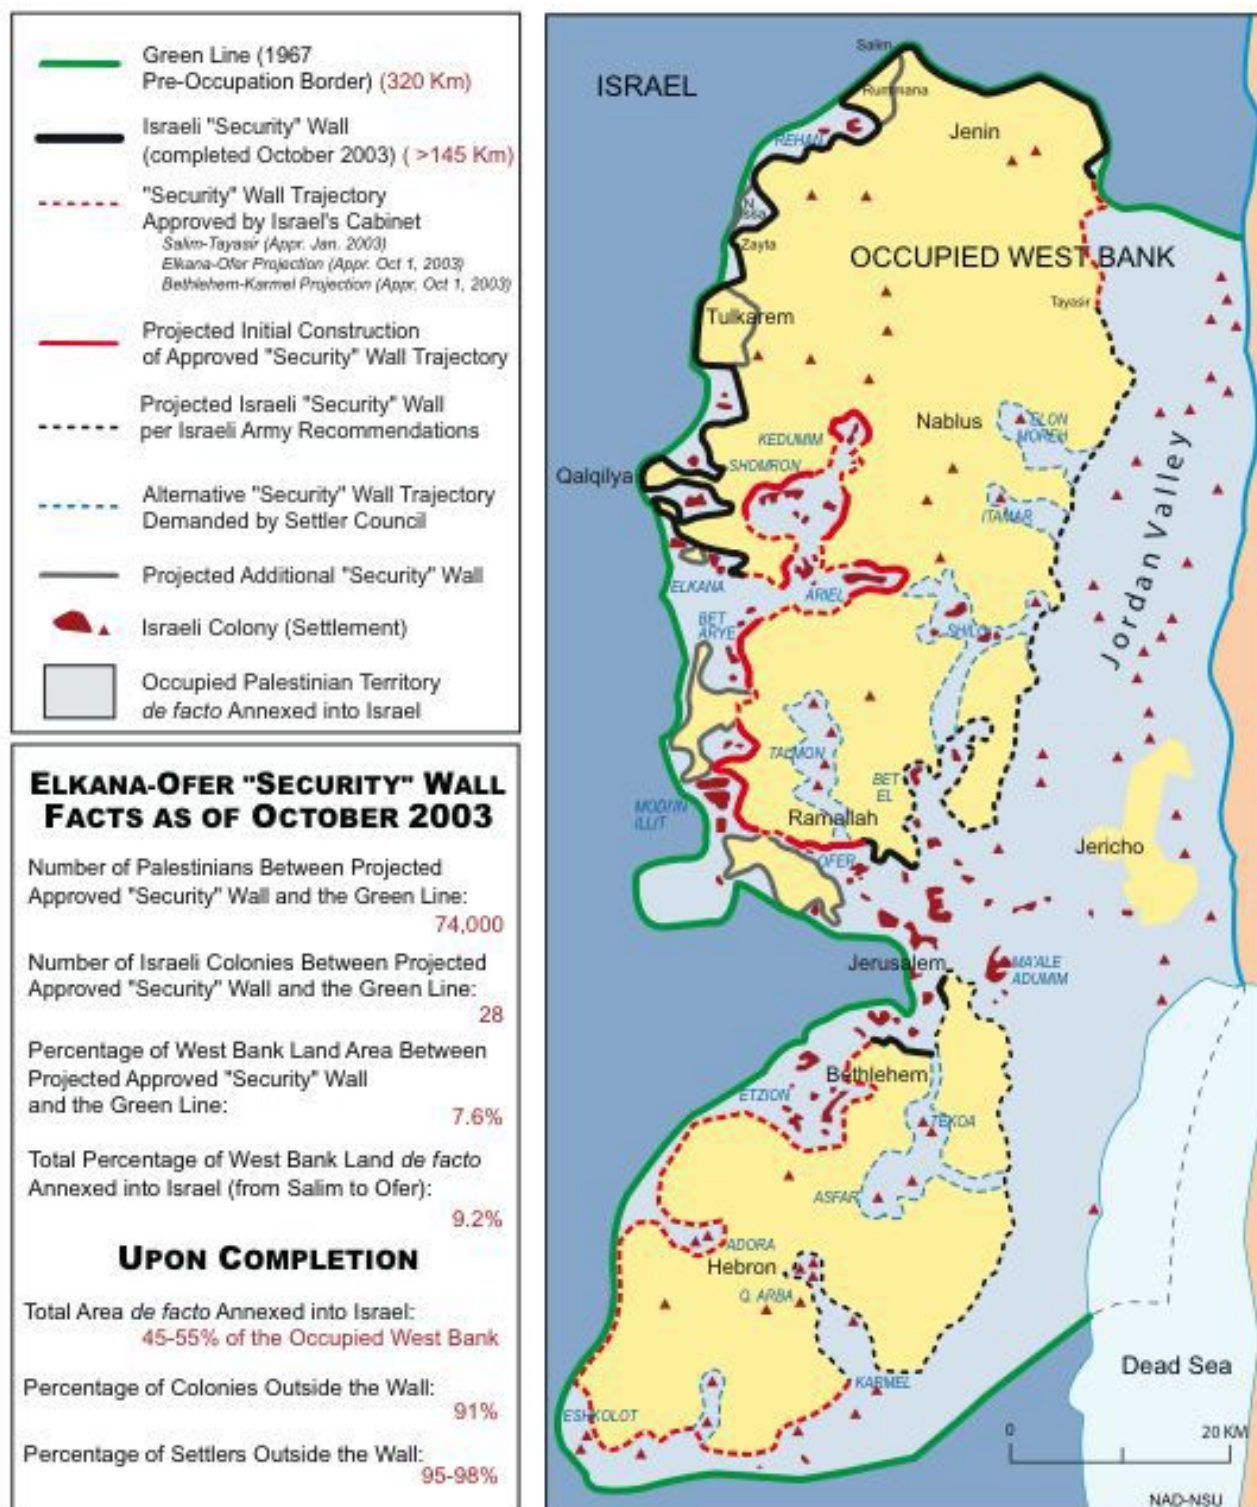 Green Line (1967
Pre-Occupation Border) (320 Km)
Israeli "Security" Wall
(completed October 2003) ( >145 Km)
"Security" Wall Trajectory
Approved by Israel's Cabinet
Salim-Tayasir (Appr. Jan. 2003)
Elkana-Ofer Projection (Appr. Oct 1, 2003)
Bethlehem-Karmel Projection (Appr. Oct 1, 2003)
Projected Initial Construction
of Approved "Security" Wall Trajectory
Projected Israeli "Security" Wall
per Israeli Army Recommendations
Alternative "Security" Wall Trajectory
Demanded by Settler Council
Projected Additional "Security" Wall
Israeli Colony (Settlement)
Occupied Palestinian Territory
de facto Annexed into Israel
ELKANA-OFER "SECURITY" WALL
FACTS AS OF OCTOBER 2003
Number of Palestinians Between Projected
Approved "Security" Wall and the Green Line:
74,000
Number of Israeli Colonies Between Projected
Approved "Security" Wall and the Green Line:
28
Percentage of West Bank Land Area Between
Projected Approved "Security" Wall
and the Green Line:
7.6%
Total Percentage of West Bank Land de facto
Annexed into Israel (from Salim to Ofer):
9.2%
UPON COMPLETION
Total Area de facto Annexed into Israel:
45-55% of the Occupied West Bank
Percentage of Colonies Outside the Wall:
91%
Percentage of Settlers Outside the Wall:
95-98%
Salim
ISRAEL
Rummana
Jenin
REHAN
Zayta
OCCUPIED WEST BANK
Tayasir
Tulkarem
Nablus
ELON
MOREH
KEDUMIM
SHOMRON
Qalqilya
ITAMAR
Jordan Valley
ELKANA
ARIEL
BET
ARYE
SHILO
TALMON
BET
EL
MODI'IN
ILLIT
Ramallah
Jericho
OFER
Jerusalem
MA'ALE
ADUMIM
Bethlehem
ETZION
TEKOA
ASFAR
ADORA
Hebron
Q. ARBA
Dead Sea
KARMEL
ESHKOLOT
0
20 KM
NAD-NSU